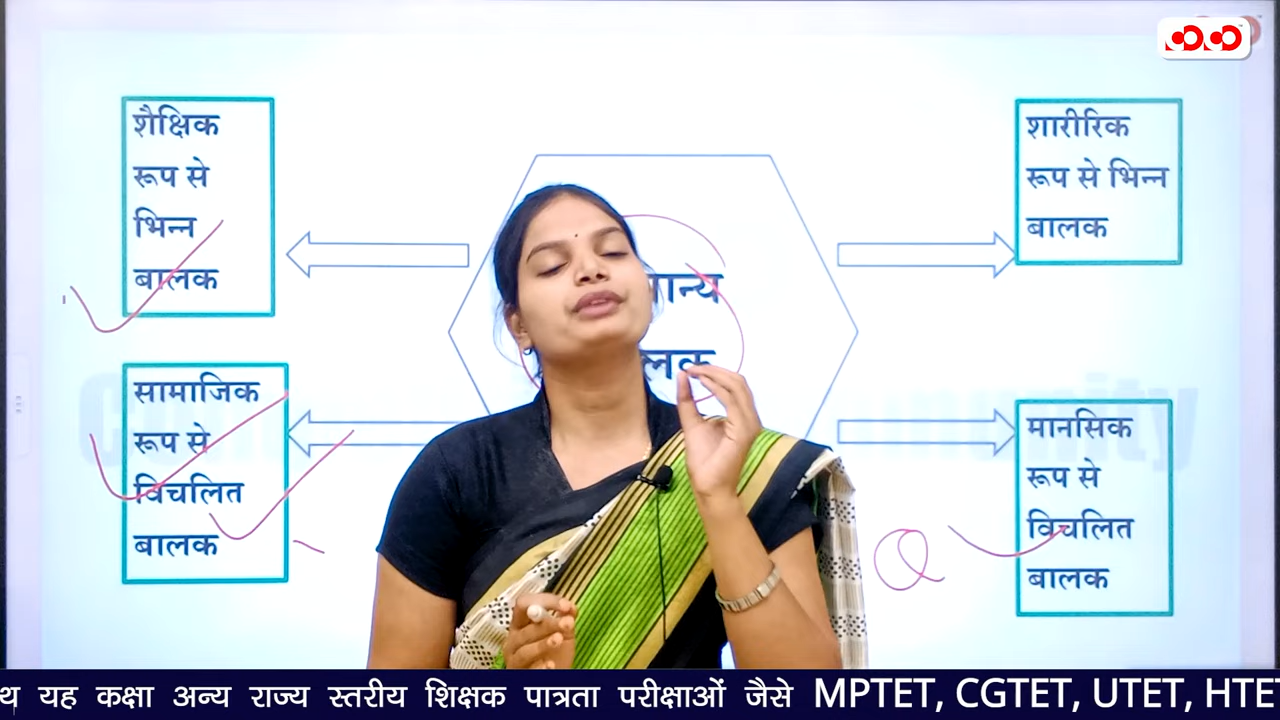 शैक्षिक
रूप से
भिन्न
बालक
शारीरिक
रूप से भिन्न
बालक
सामाजिक
रूप से
विचलित
बालक
मानसिक
रूप से
विचलित
बालक
यह कक्षा अन्य राज्य स्तरीय शिक्षक पात्रता परीक्षाओं जैसे MPTET, CGTET, UTET, HTET